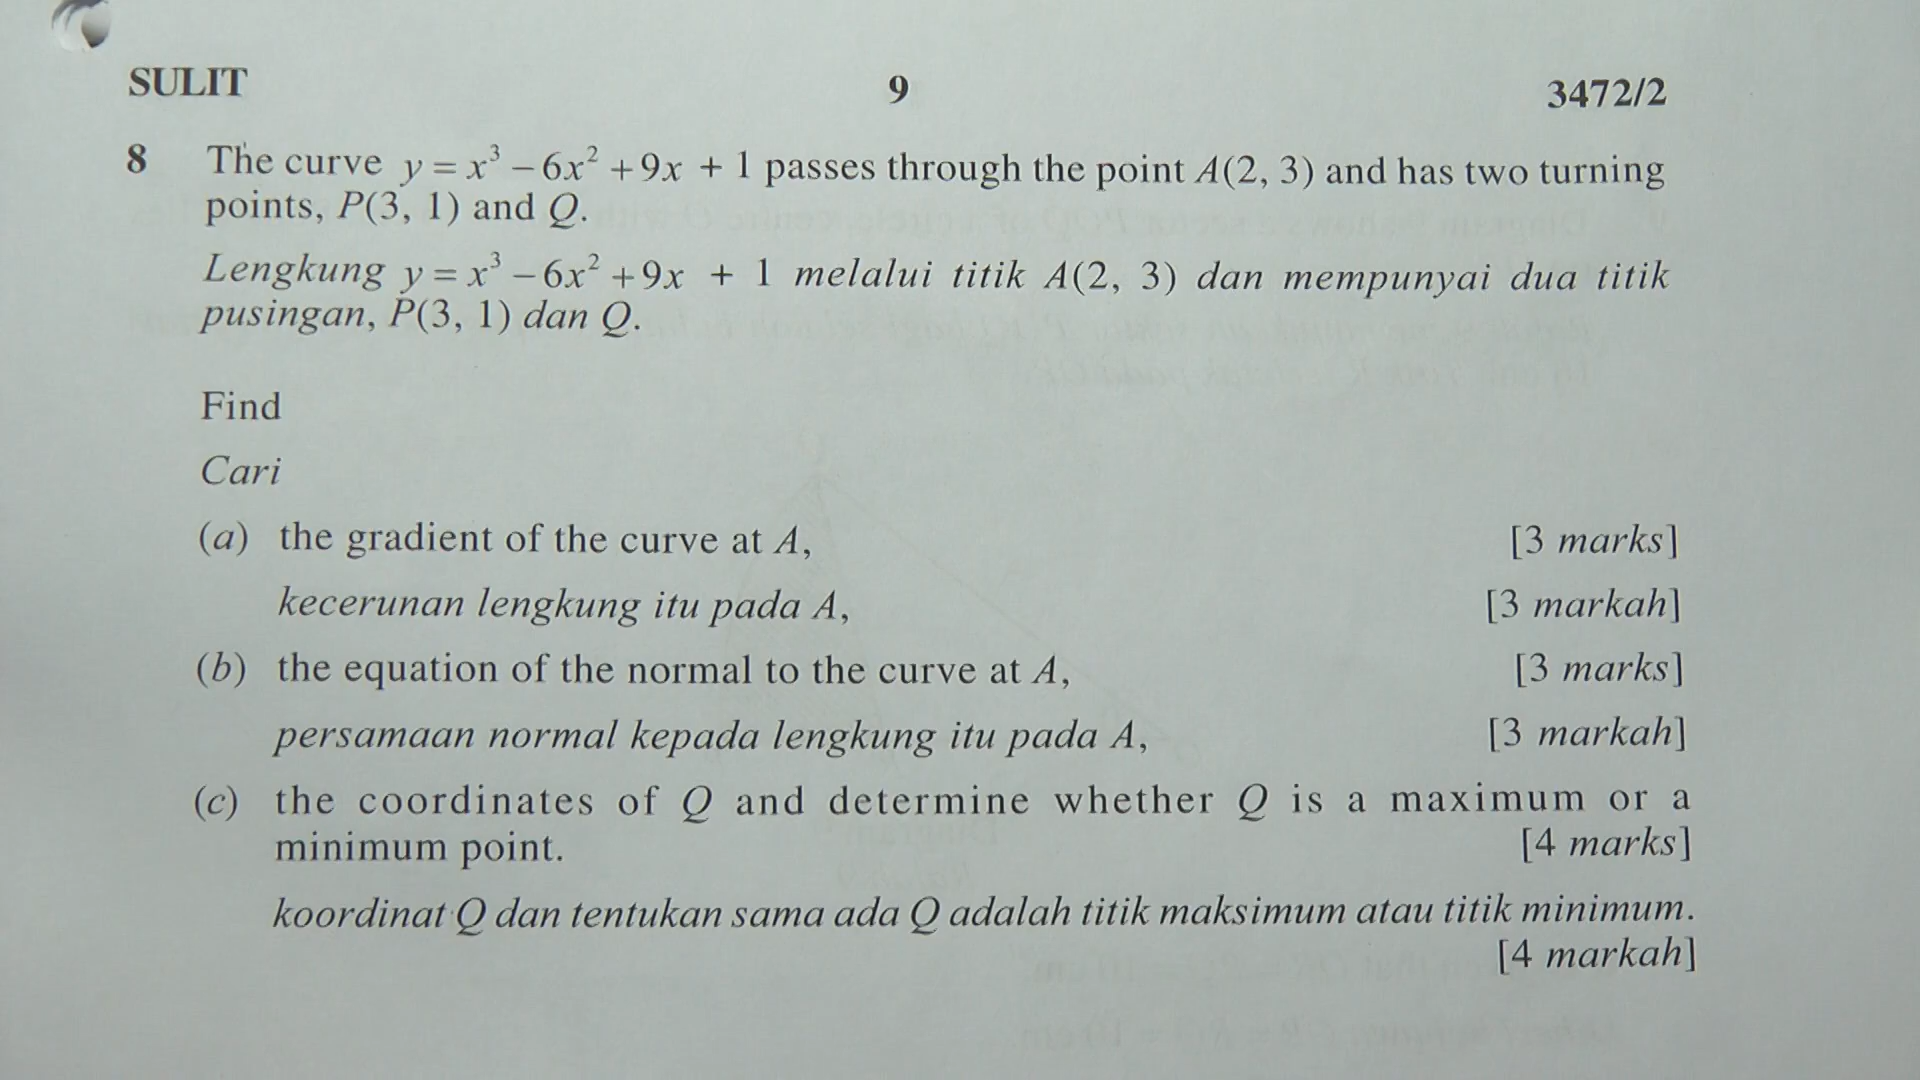 SULIT 9 3472/2
8 The curve y = x³ – 6x² + 9x + 1 passes through the point A(2, 3) and has two turning
points, P(3, 1) and Q.
Lengkung y = x³ – 6x² + 9x + 1 melalui titik A(2, 3) dan mempunyai dua titik
pusingan, P(3, 1) dan Q.
Find
Cari
(a) the gradient of the curve at A, [3 marks]
kecerunan lengkung itu pada A, [3 markah]
(b) the equation of the normal to the curve at A, [3 marks]
persamaan normal kepada lengkung itu pada A, [3 markah]
(c) the coordinates of Q and determine whether Q is a maximum or a
minimum point. [4 marks]
koordinat Q dan tentukan sama ada Q adalah titik maksimum atau titik minimum.
[4 markah]